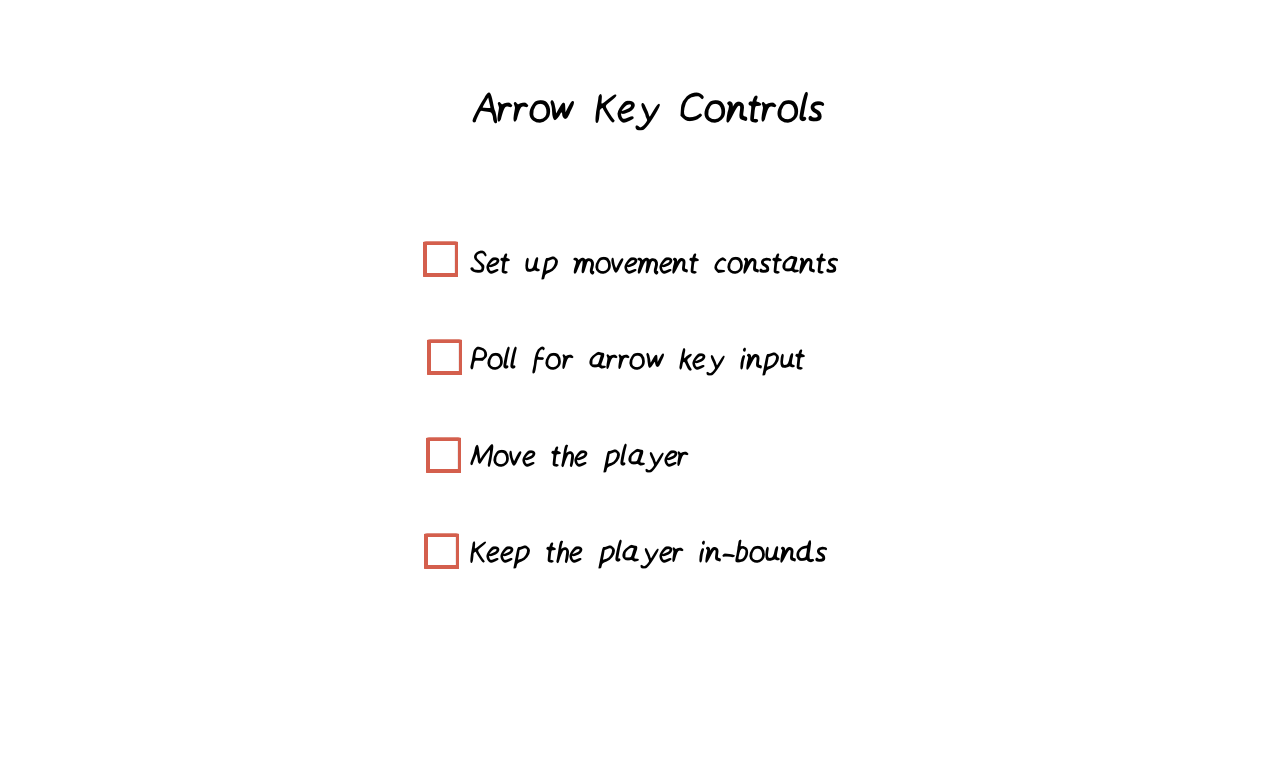 Arrow Key Controls
Set up movement constants
Poll for arrow key input
Move the player
Keep the player in-bounds